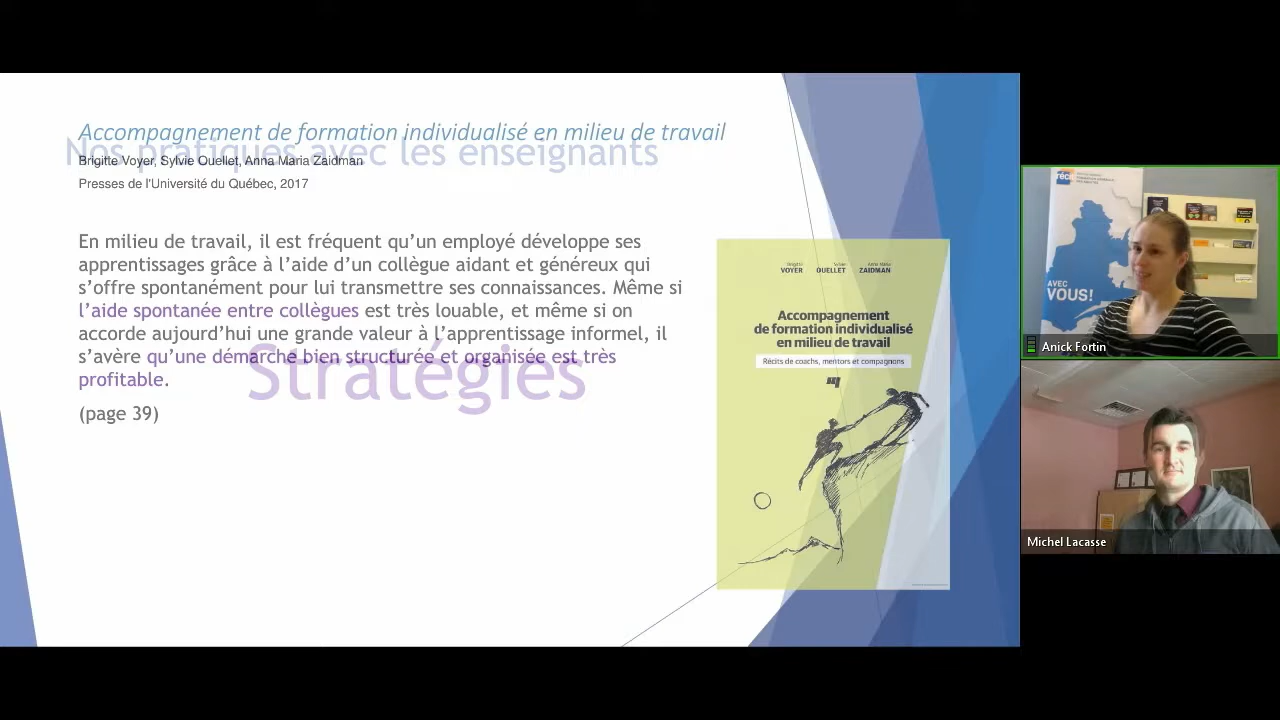 Accompagnement de formation individualisé en milieu de travail
Nos pratiques avec les enseignants
Brigitte Voyer, Sylvie Ouellet, Anna Maria Zaidman
Presses de l'Université du Québec, 2017
En milieu de travail, il est fréquent qu’un employé développe ses
apprentissages grâce à l’aide d’un collègue aidant et généreux qui
s’offre spontanément pour lui transmettre ses connaissances. Même si
l’aide spontanée entre collègues est très louable, et même si on
accorde aujourd’hui une grande valeur à l’apprentissage informel, il
s’avère qu’une démarche bien structurée et organisée est très
profitable.
Stratégies
(page 39)
Brigitte VOYER
Sylvie OUELLET
Anna Maria ZAIDMAN
Accompagnement
de formation individualisé
en milieu de travail
Récits de coachs, mentors et compagnons
récit
AVEC
VOUS!
Anick Fortin
Michel Lacasse